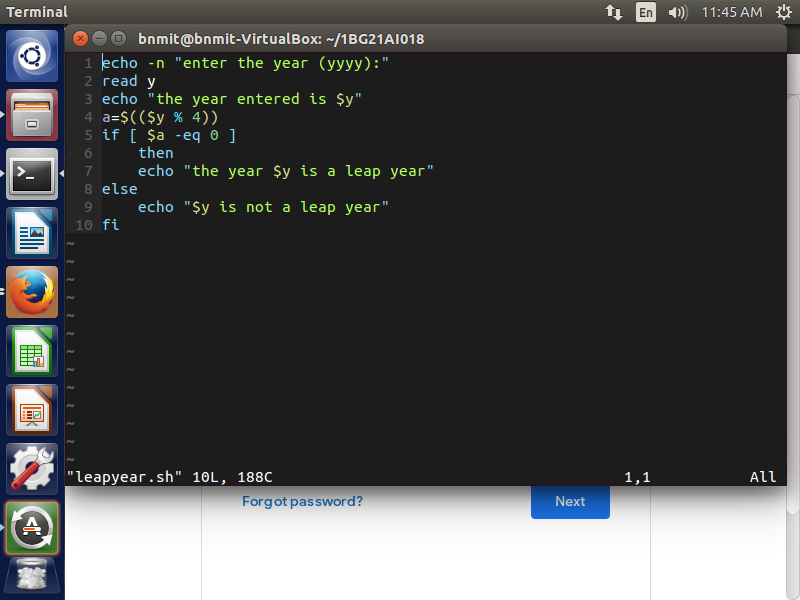 Terminal
En
11:45 AM
bnmit@bnmit-VirtualBox: ~/1BG21AI018
1 echo -n "enter the year (yyyy):"
2 read y
3 echo "the year entered is $y"
4 a=$(($y % 4))
5 if [ $a -eq 0 ]
6     then
7     echo "the year $y is a leap year"
8 else
9     echo "$y is not a leap year"
10 fi
~
~
~
~
~
~
~
~
~
~
~
~
~
"leapyear.sh" 10L, 188C 1,1 All
Forgot password? Next